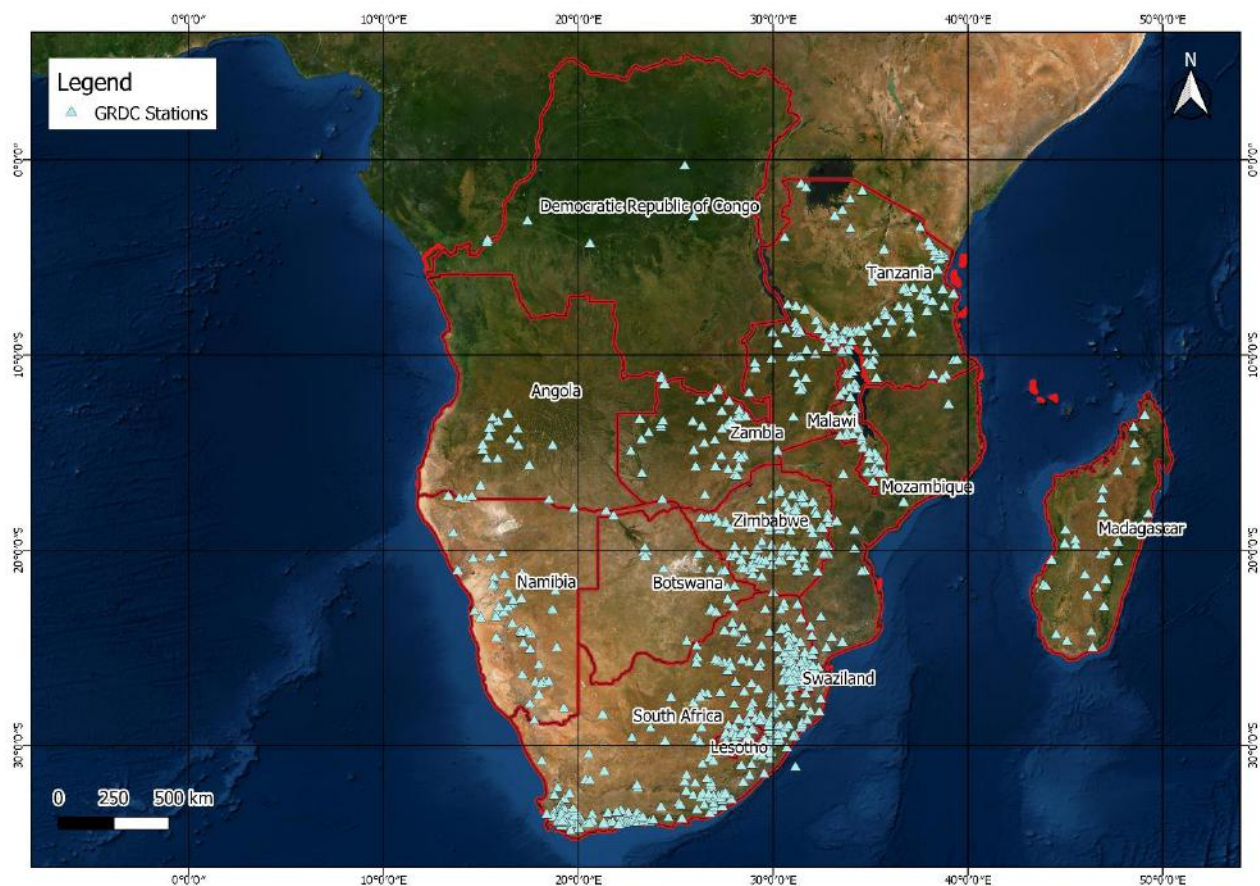 0°0'0" 10°0'0"E 20°0'0"E 30°0'0"E 40°0'0"E 50°0'0"E
Legend
GRDC Stations
N
0°0'0" 0°0'0"
Democratic Republic of Congo
Tanzania
10°0'0"S 10°0'0"S
Angola
Malawi
Zambia
Mozambique
Zimbabwe
Madagascar
20°0'0"S 20°0'0"S
Namibia
Botswana
Swaziland
South Africa
Lesotho
30°0'0"S 30°0'0"S
0 250 500 km
0°0'0" 10°0'0"E 20°0'0"E 30°0'0"E 40°0'0"E 50°0'0"E